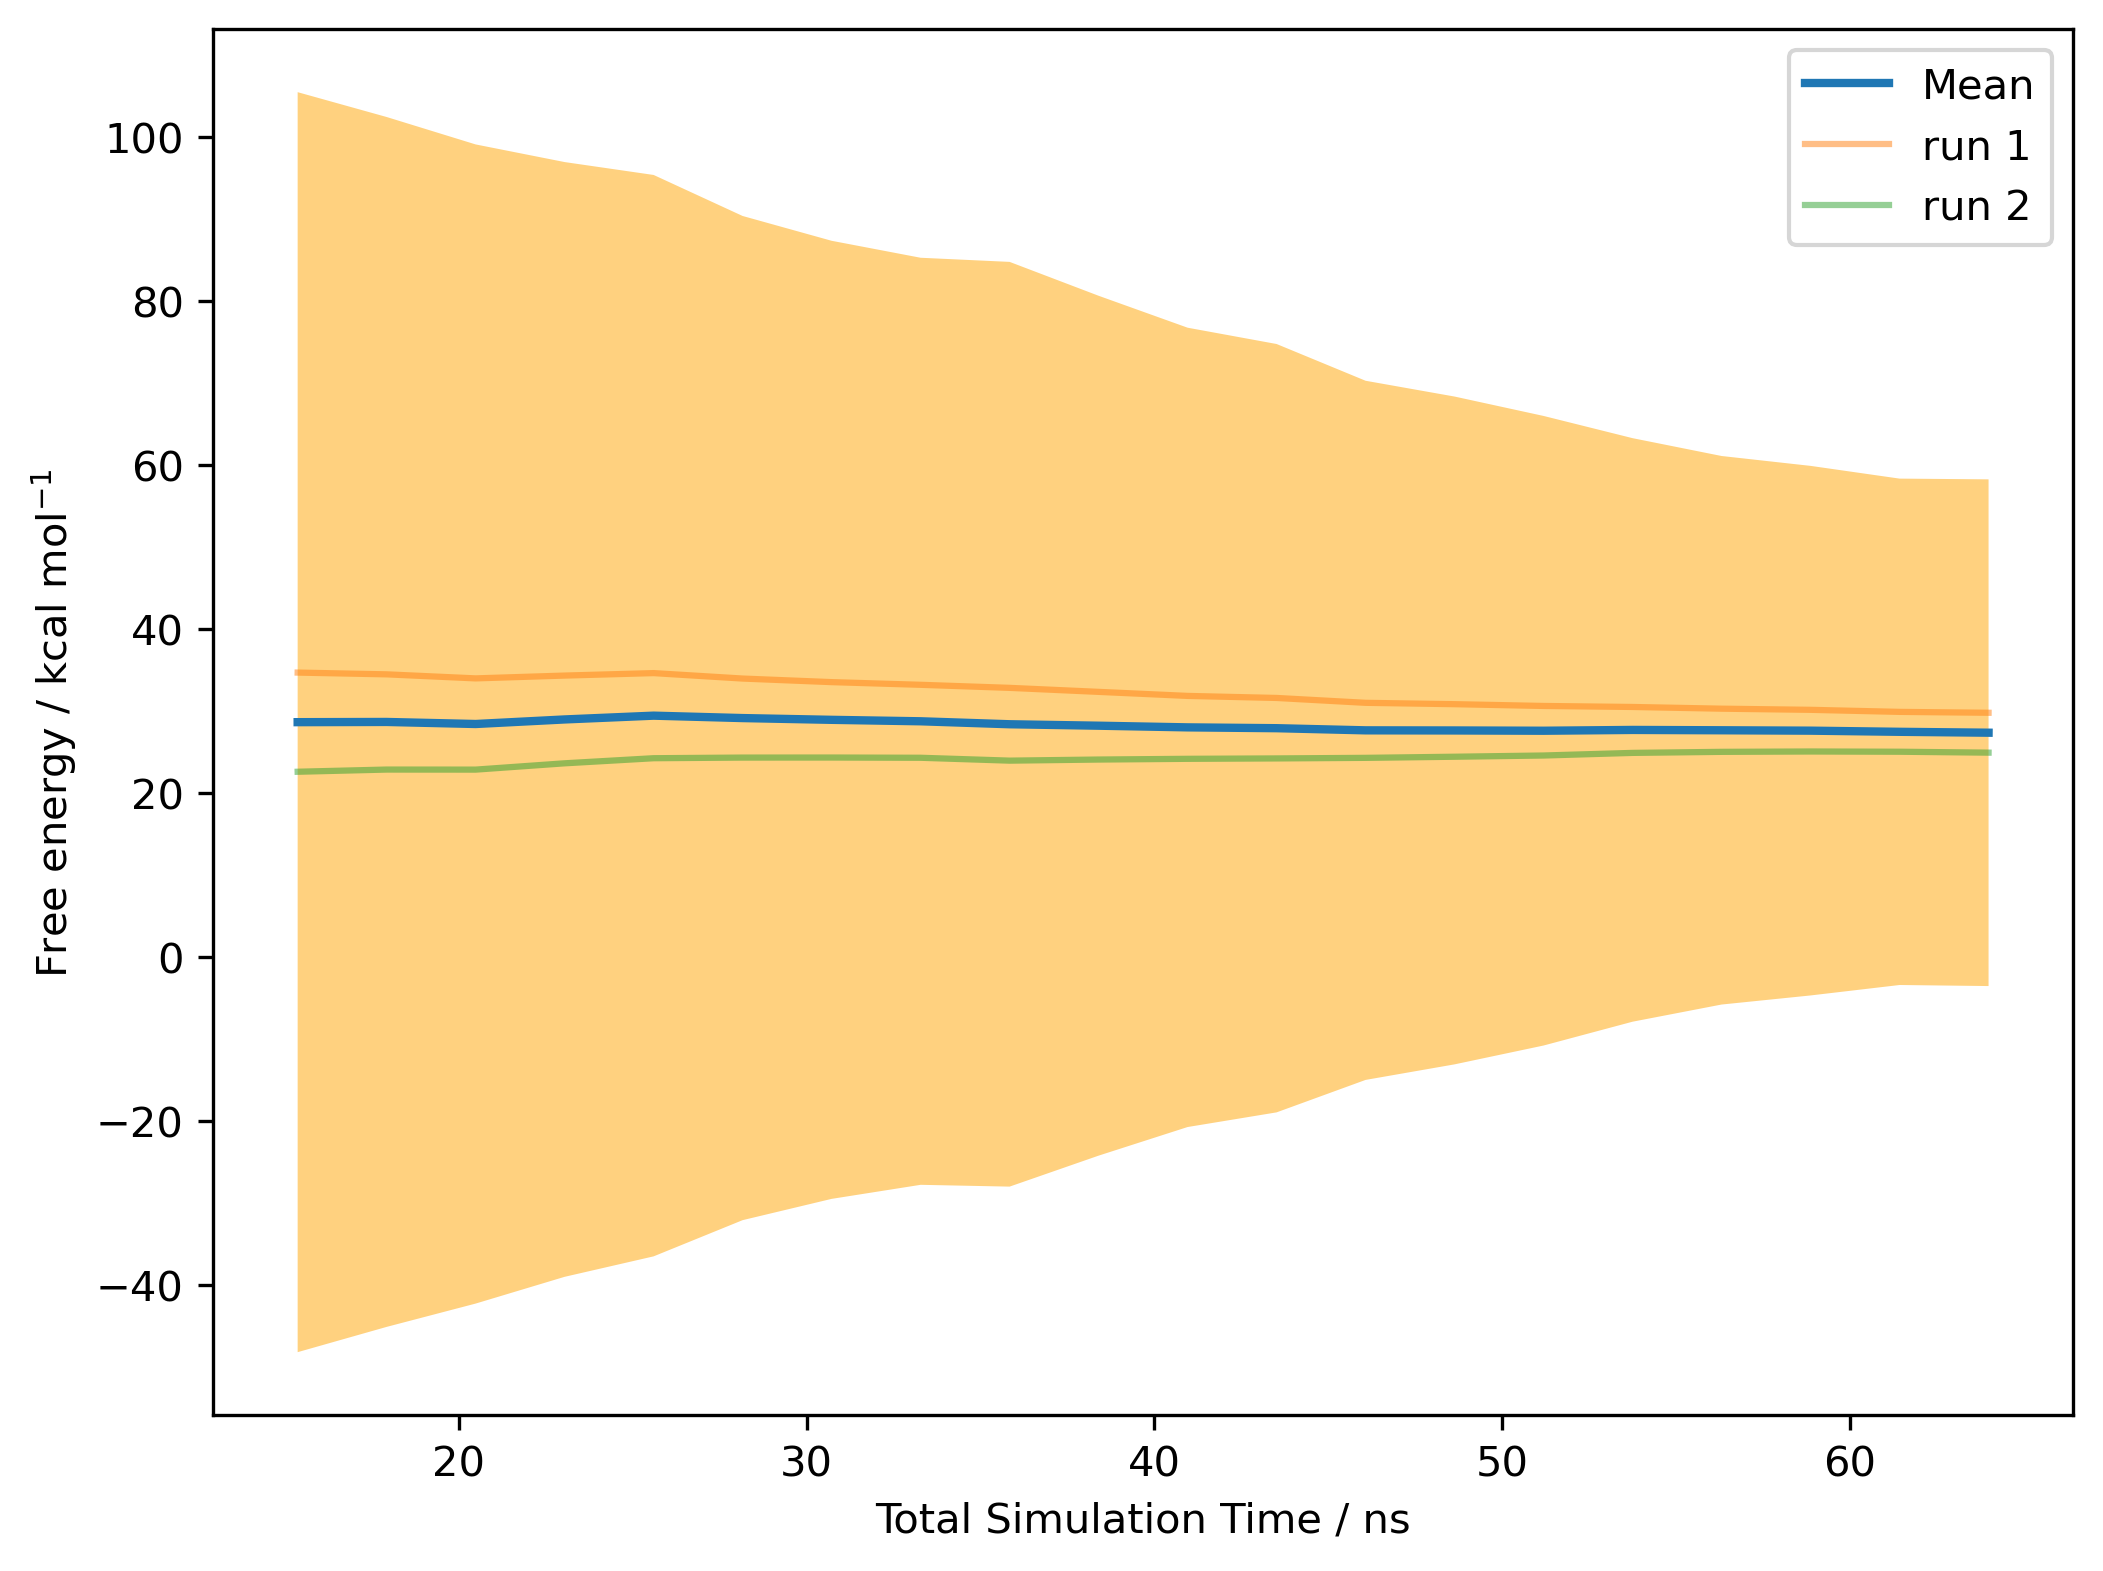 Mean
run 1
run 2
100
80
60
40
20
0
−20
−40
Free energy / kcal mol⁻¹
20 30 40 50 60
Total Simulation Time / ns